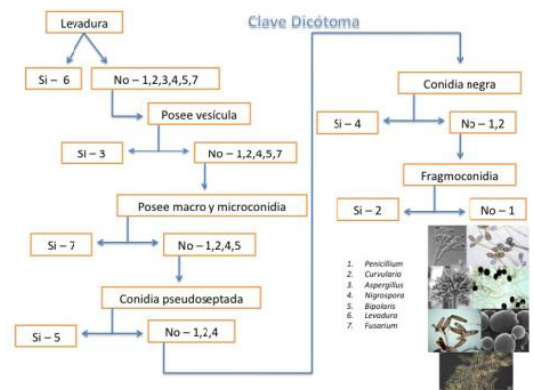 Clave Dicótoma
Levadura
Si – 6
No – 1,2,3,4,5,7
Posee vesícula
SI – 3
No – 1,2,4,5,7
Posee macro y microconidia
Si – 7
No – 1,2,4,5
Conidia pseudoseptada
Si – 5
No – 1,2,4
Conidia negra
Si – 4
No – 1,2
Fragmoconidia
Si – 2
No – 1
1. Penicillium
2. Curvularia
3. Aspergillus
4. Nigrospora
5. Bipolaris
6. Levadura
7. Fusarium